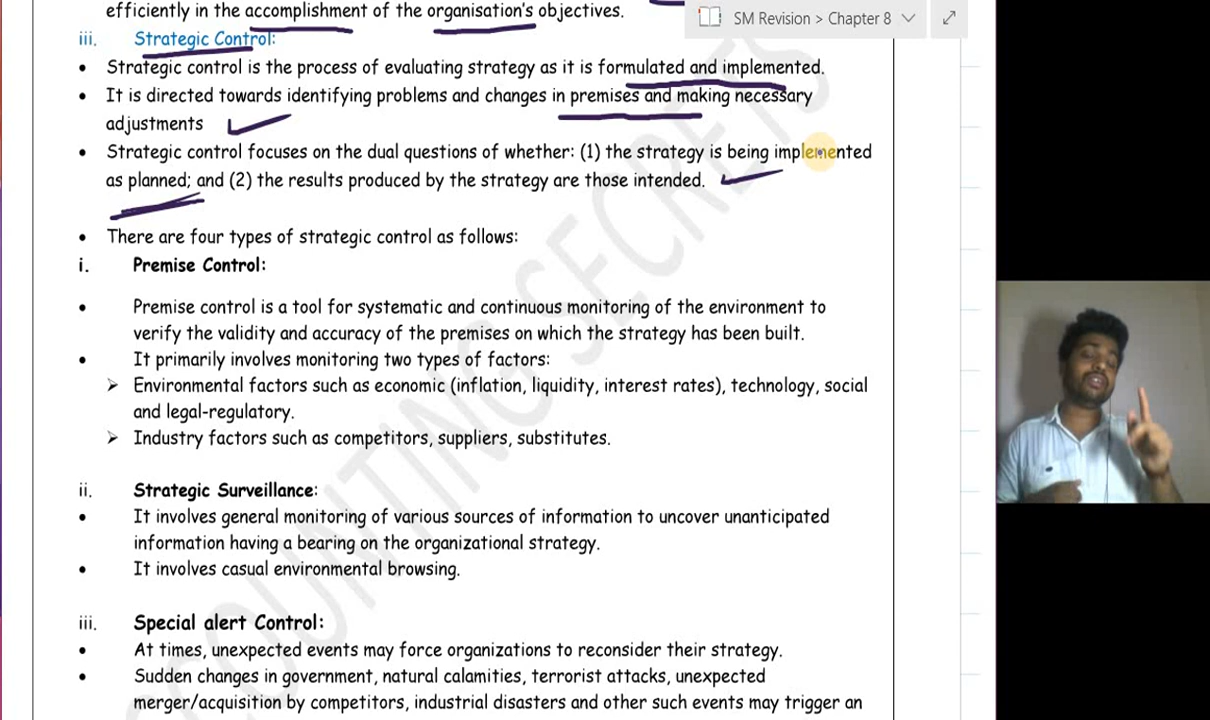 efficiently in the accomplishment of the organisation's objectives.
SM Revision > Chapter 8
iii. Strategic Control:
• Strategic control is the process of evaluating strategy as it is formulated and implemented.
• It is directed towards identifying problems and changes in premises and making necessary
adjustments
• Strategic control focuses on the dual questions of whether: (1) the strategy is being implemented
as planned; and (2) the results produced by the strategy are those intended.
• There are four types of strategic control as follows:
i. Premise Control:
• Premise control is a tool for systematic and continuous monitoring of the environment to
verify the validity and accuracy of the premises on which the strategy has been built.
• It primarily involves monitoring two types of factors:
➢ Environmental factors such as economic (inflation, liquidity, interest rates), technology, social
and legal-regulatory.
➢ Industry factors such as competitors, suppliers, substitutes.
ii. Strategic Surveillance:
• It involves general monitoring of various sources of information to uncover unanticipated
information having a bearing on the organizational strategy.
• It involves casual environmental browsing.
iii. Special alert Control:
• At times, unexpected events may force organizations to reconsider their strategy.
• Sudden changes in government, natural calamities, terrorist attacks, unexpected
merger/acquisition by competitors, industrial disasters and other such events may trigger an
ACCOUNTING SECRETS